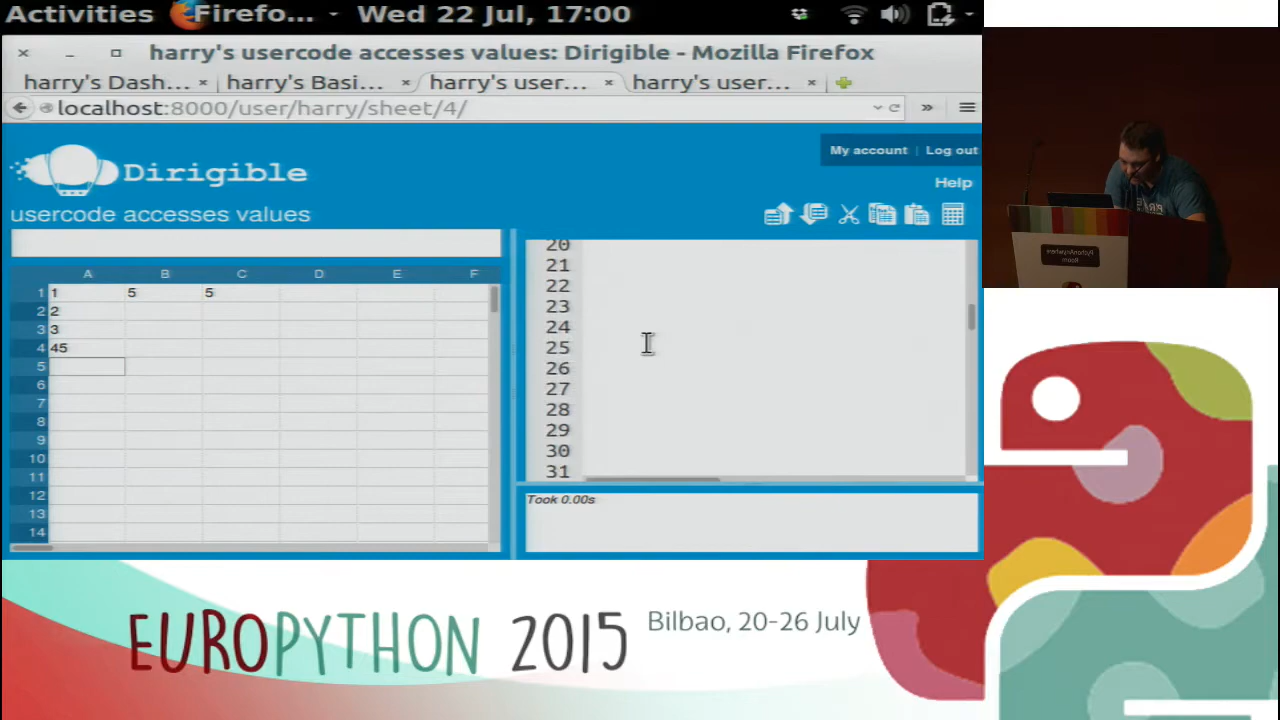 Activities Firefo... Wed 22 Jul, 17:00
harry's usercode accesses values: Dirigible - Mozilla Firefox
harry's Dash... harry's Basi... harry's user... harry's user...
localhost:8000/user/harry/sheet/4/
My account | Log out
Dirigible
Help
usercode accesses values
A B C D E F
1 1 5 5
2 2
3 3
4 45
5
6
7
8
9
10
11
12
13
14
20
21
22
23
24
25
26
27
28
29
30
31
Took 0.00s
PythonAnywhere
Room
EUROPYTHON 2015 Bilbao, 20-26 July